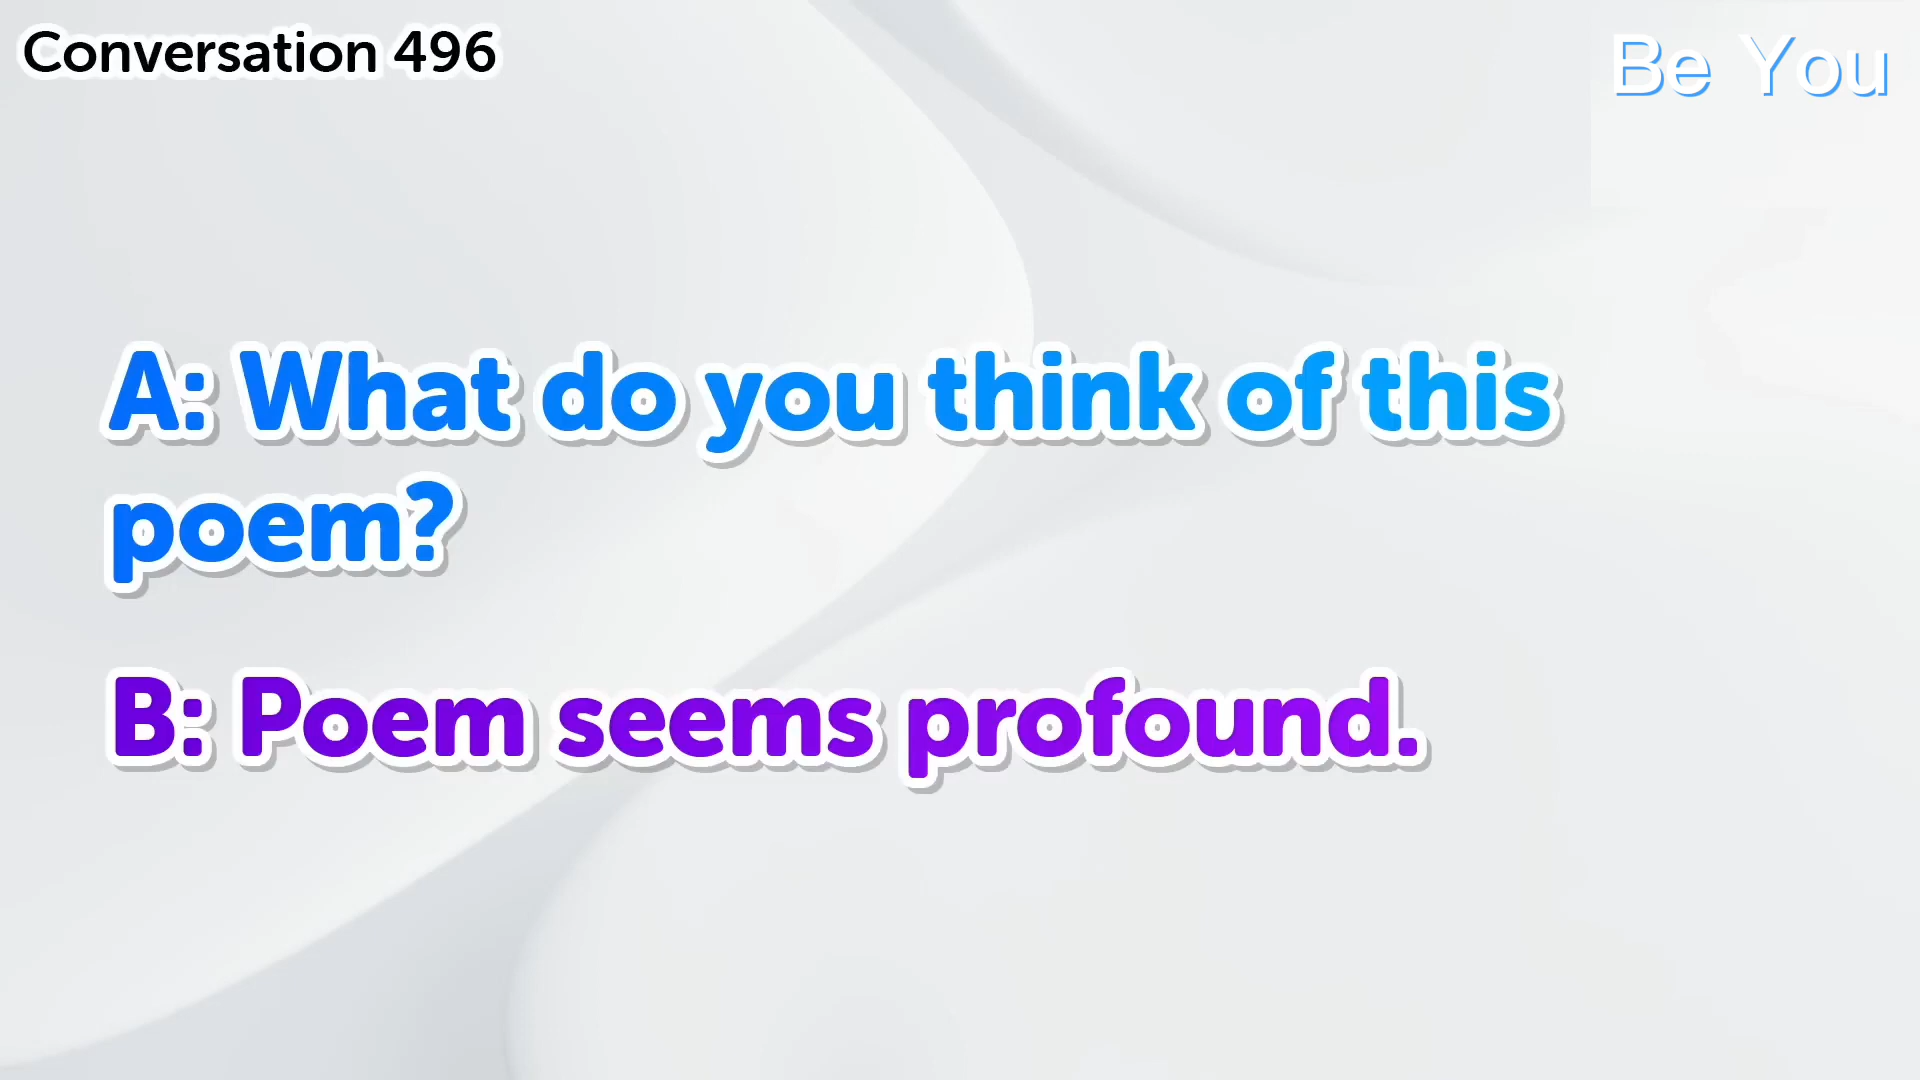 Conversation 496
Be You
A: What do you think of this
poem?
B: Poem seems profound.